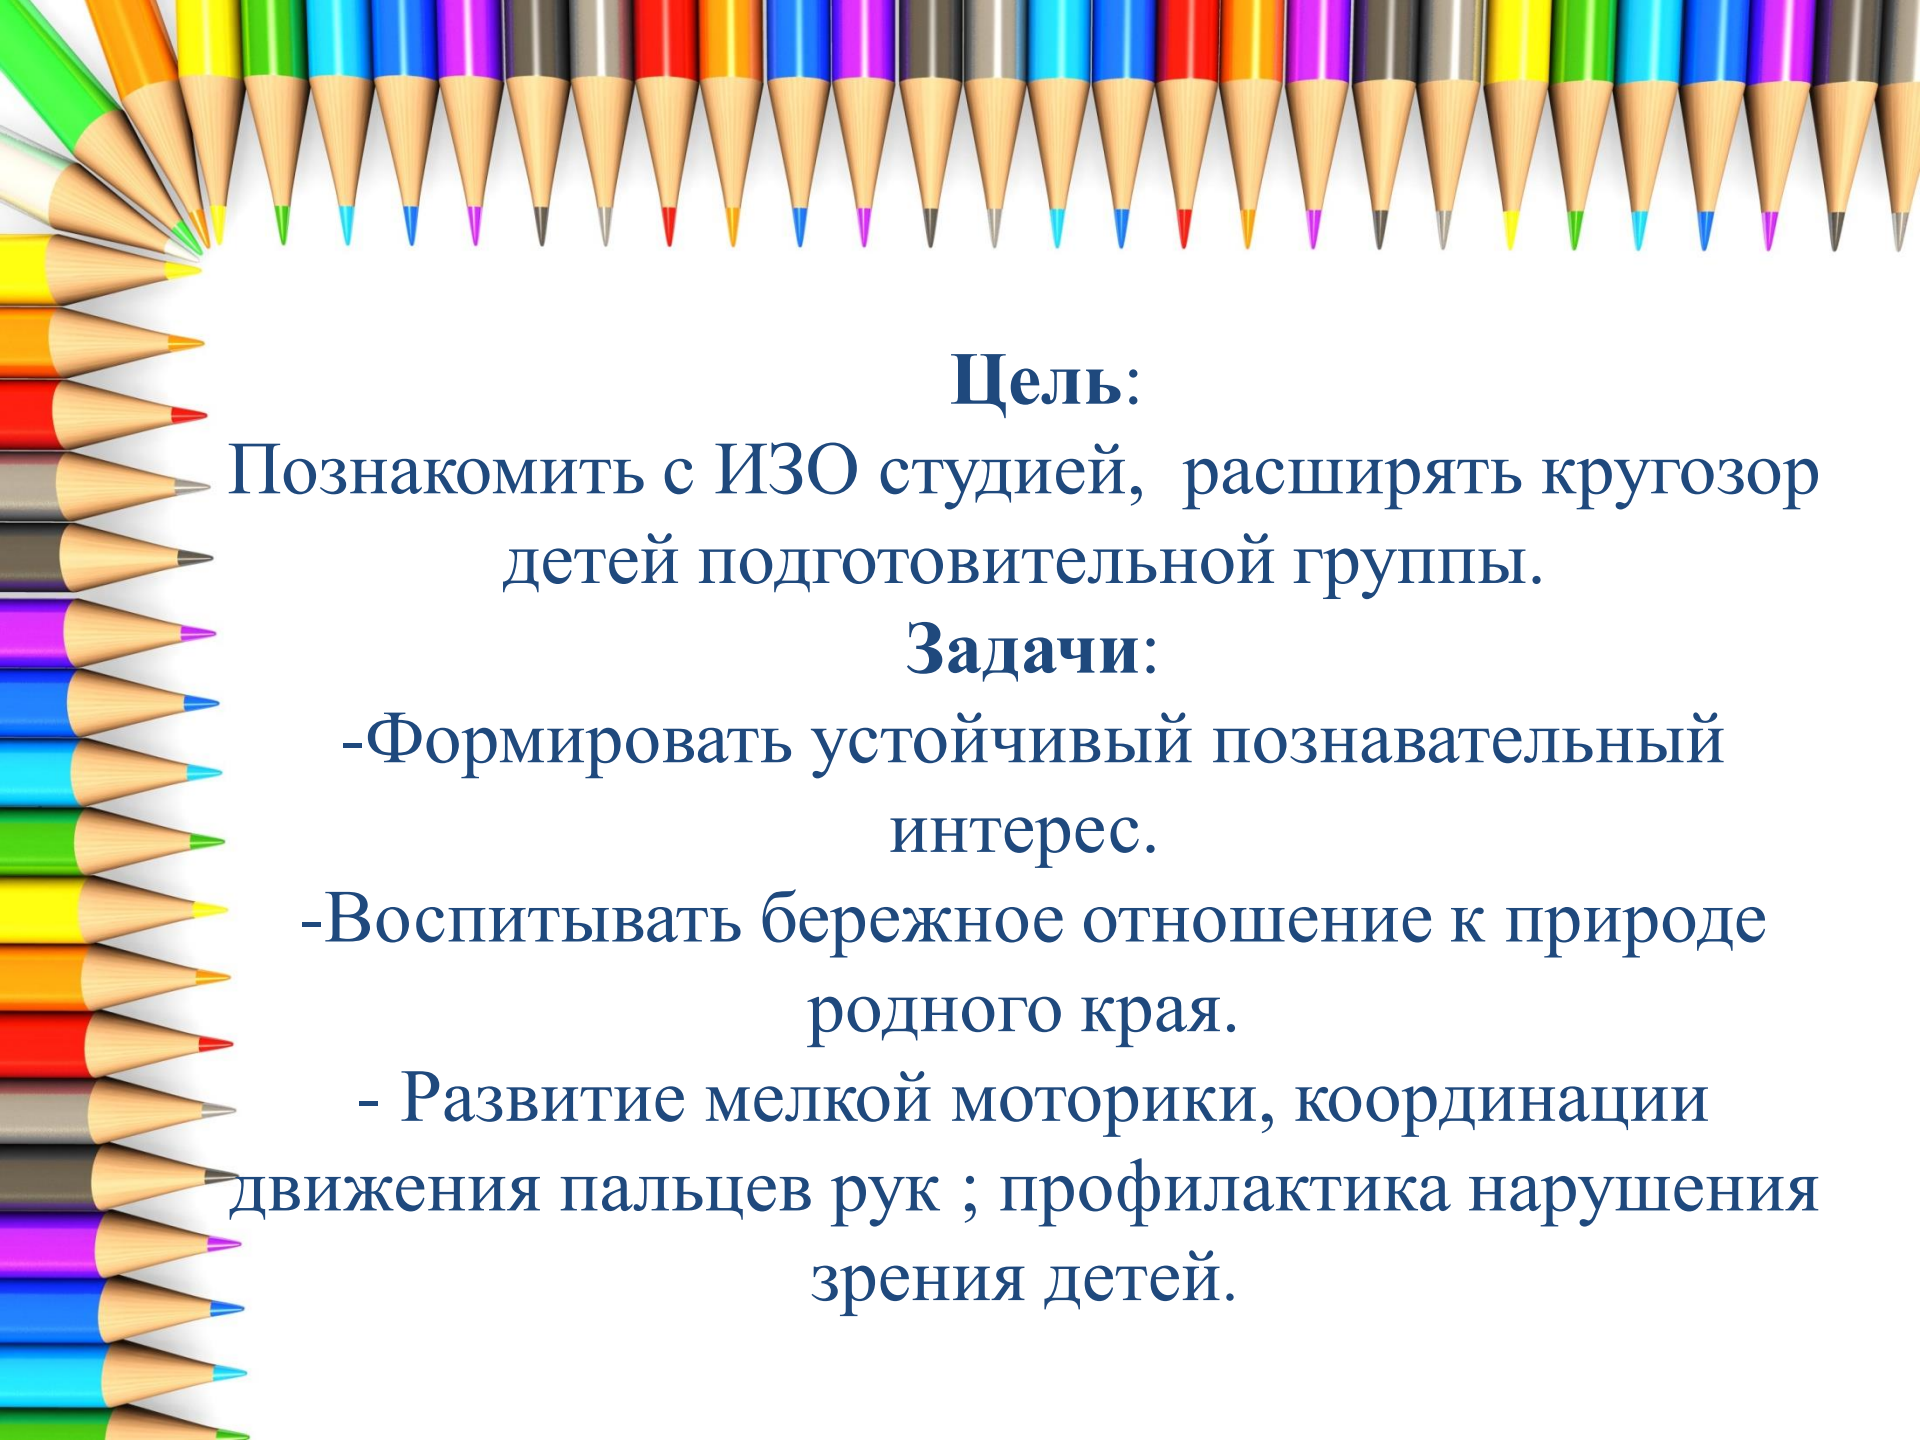 Цель:
Познакомить с ИЗО студией,  расширять кругозор
детей подготовительной группы.
Задачи:
-Формировать устойчивый познавательный
интерес.
-Воспитывать бережное отношение к природе
родного края.
- Развитие мелкой моторики, координации
движения пальцев рук ; профилактика нарушения
зрения детей.